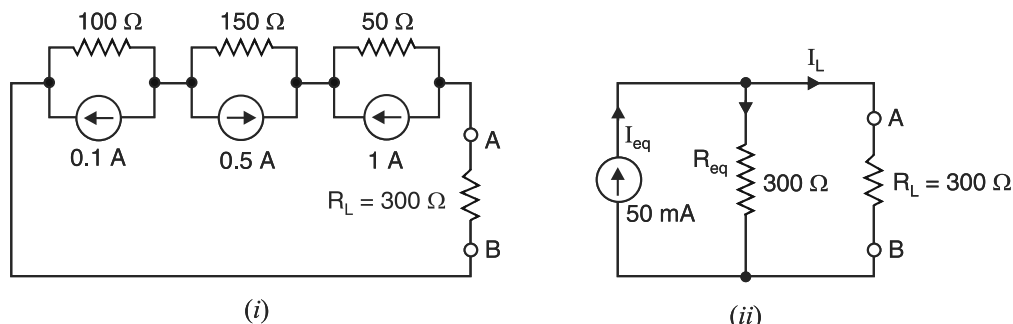 100 Ω 150 Ω 50 Ω
0.1 A 0.5 A 1 A
A
R_L = 300 Ω
B
(i)
I_L
A
I_eq
R_eq
300 Ω
R_L = 300 Ω
50 mA
B
(ii)